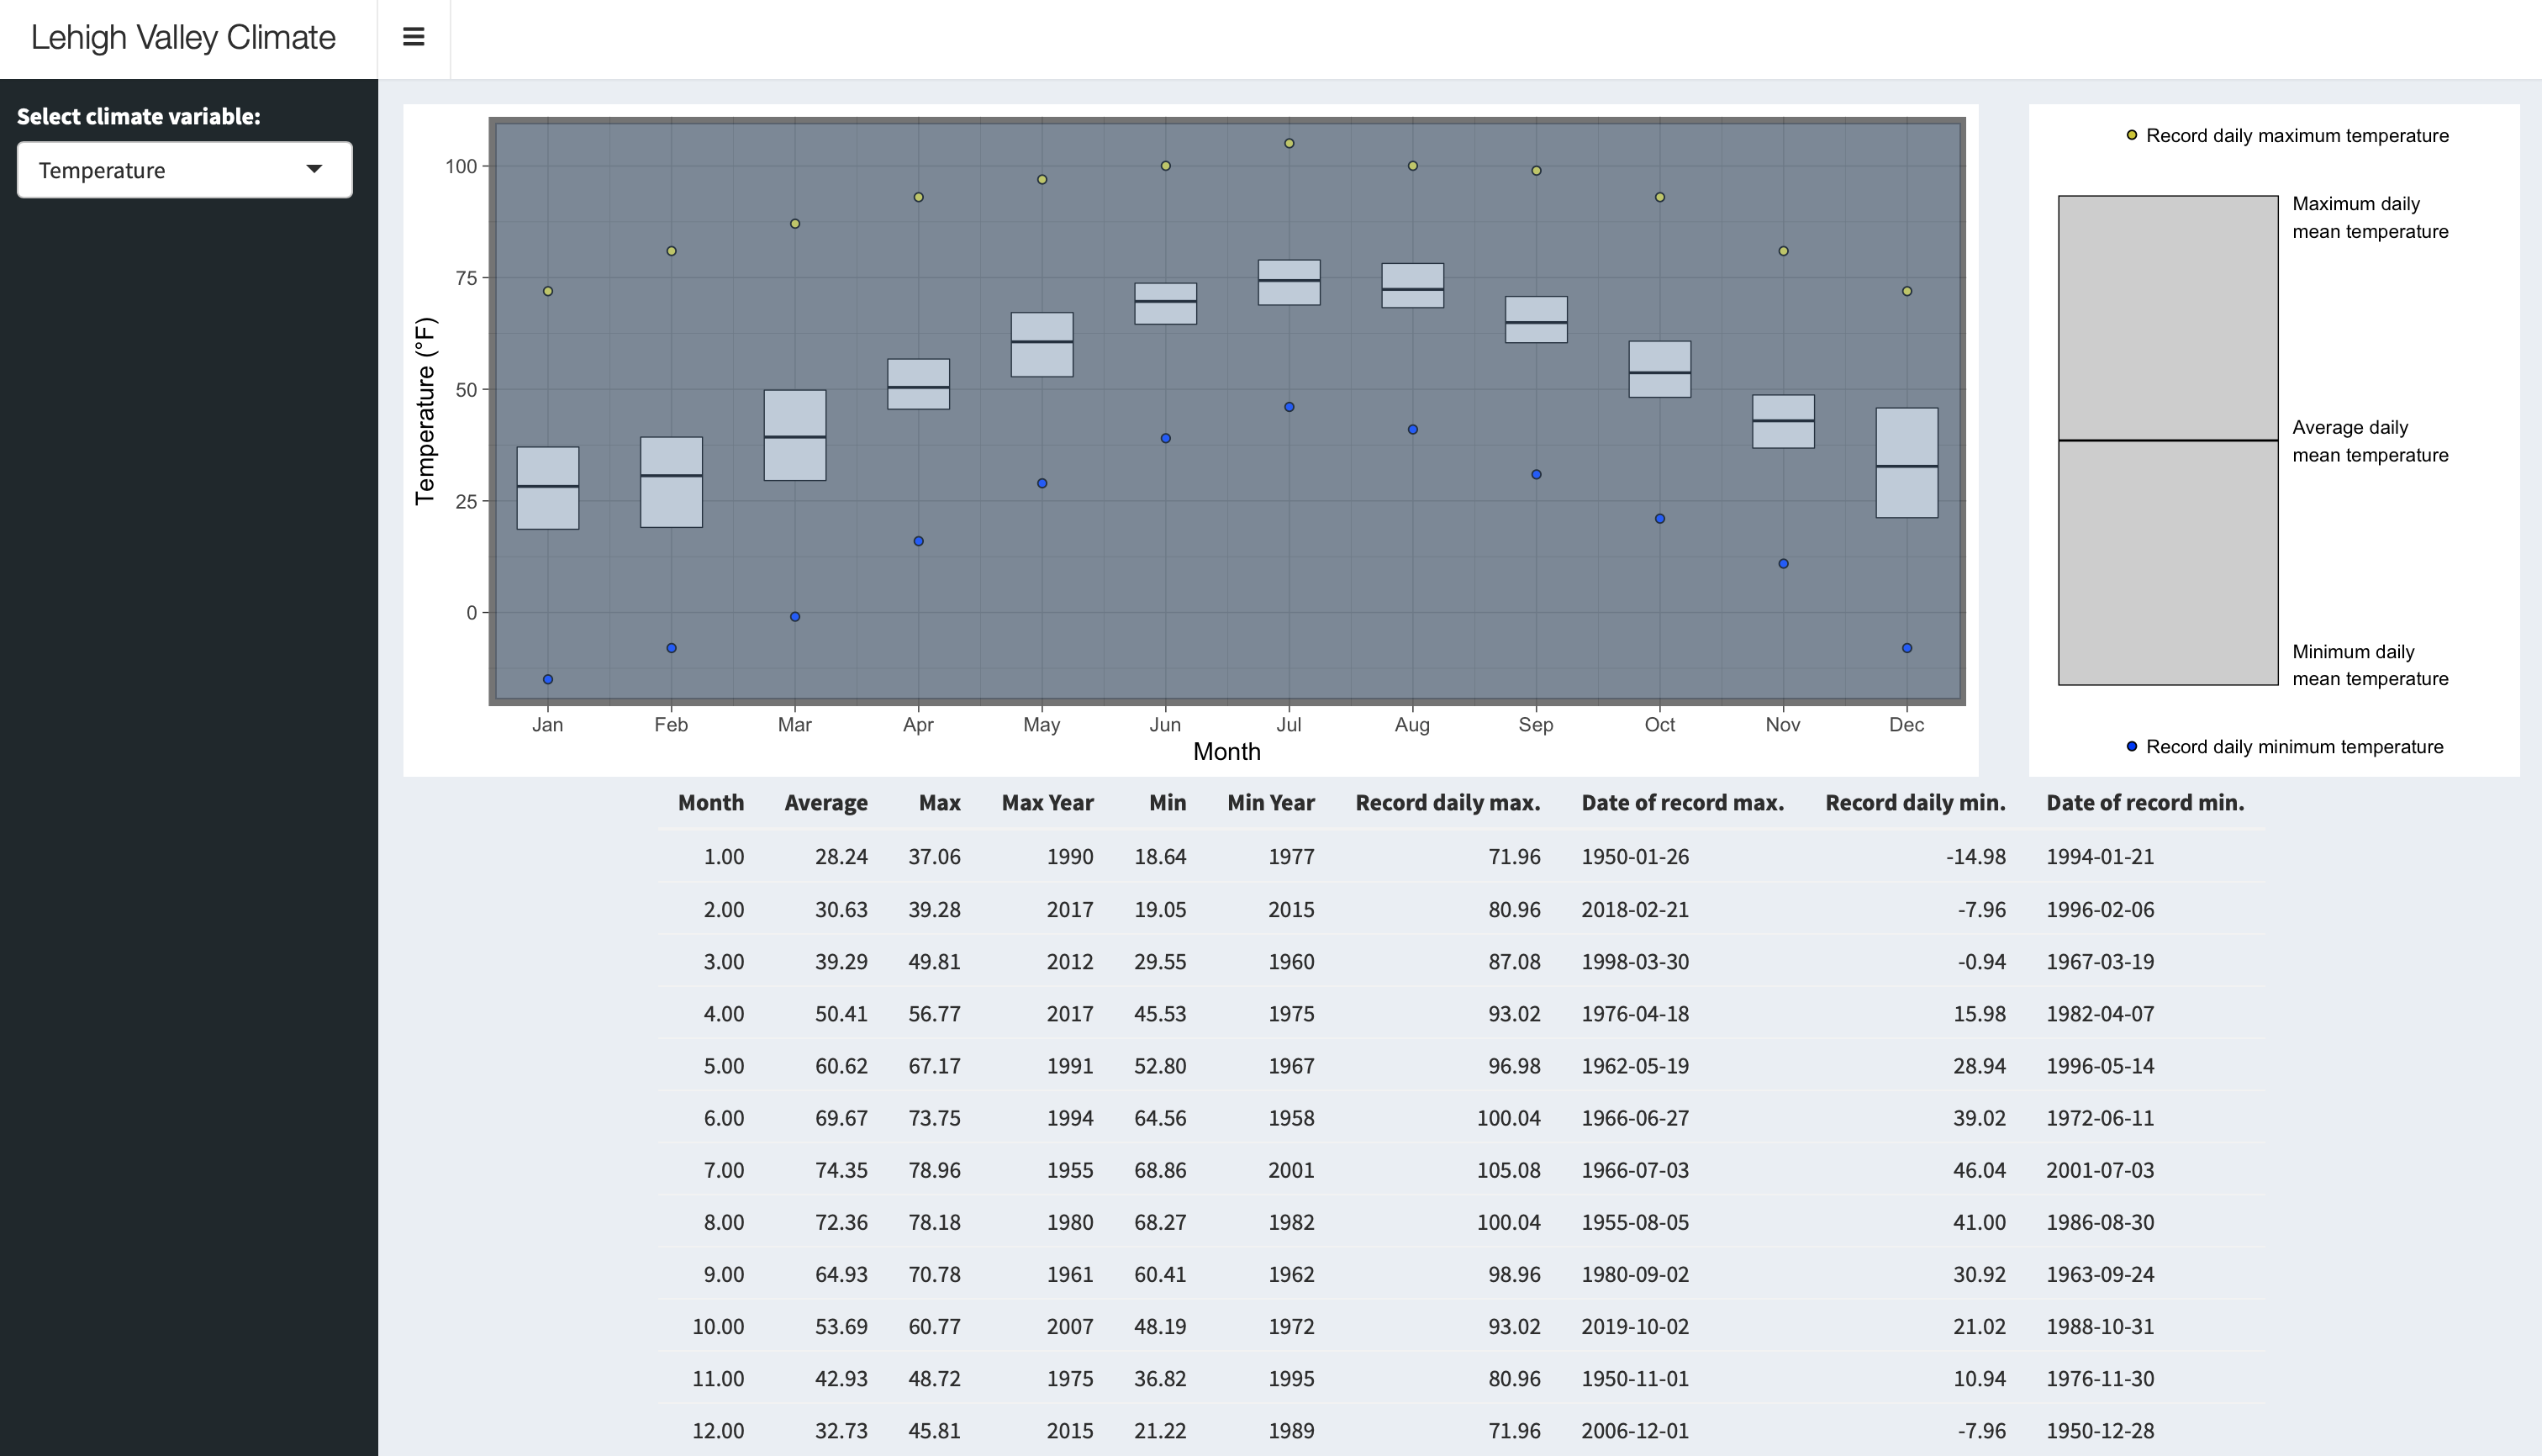 Lehigh Valley Climate
Select climate variable:
Temperature
Temperature (°F)
100
75
50
25
0
Jan Feb Mar Apr May Jun Jul Aug Sep Oct Nov Dec
Month
Record daily maximum temperature
Maximum daily
mean temperature
Average daily
mean temperature
Minimum daily
mean temperature
Record daily minimum temperature
Month Average Max Max Year Min Min Year Record daily max. Date of record max. Record daily min. Date of record min.
1.00 28.24 37.06 1990 18.64 1977 71.96 1950-01-26 -14.98 1994-01-21
2.00 30.63 39.28 2017 19.05 2015 80.96 2018-02-21 -7.96 1996-02-06
3.00 39.29 49.81 2012 29.55 1960 87.08 1998-03-30 -0.94 1967-03-19
4.00 50.41 56.77 2017 45.53 1975 93.02 1976-04-18 15.98 1982-04-07
5.00 60.62 67.17 1991 52.80 1967 96.98 1962-05-19 28.94 1996-05-14
6.00 69.67 73.75 1994 64.56 1958 100.04 1966-06-27 39.02 1972-06-11
7.00 74.35 78.96 1955 68.86 2001 105.08 1966-07-03 46.04 2001-07-03
8.00 72.36 78.18 1980 68.27 1982 100.04 1955-08-05 41.00 1986-08-30
9.00 64.93 70.78 1961 60.41 1962 98.96 1980-09-02 30.92 1963-09-24
10.00 53.69 60.77 2007 48.19 1972 93.02 2019-10-02 21.02 1988-10-31
11.00 42.93 48.72 1975 36.82 1995 80.96 1950-11-01 10.94 1976-11-30
12.00 32.73 45.81 2015 21.22 1989 71.96 2006-12-01 -7.96 1950-12-28